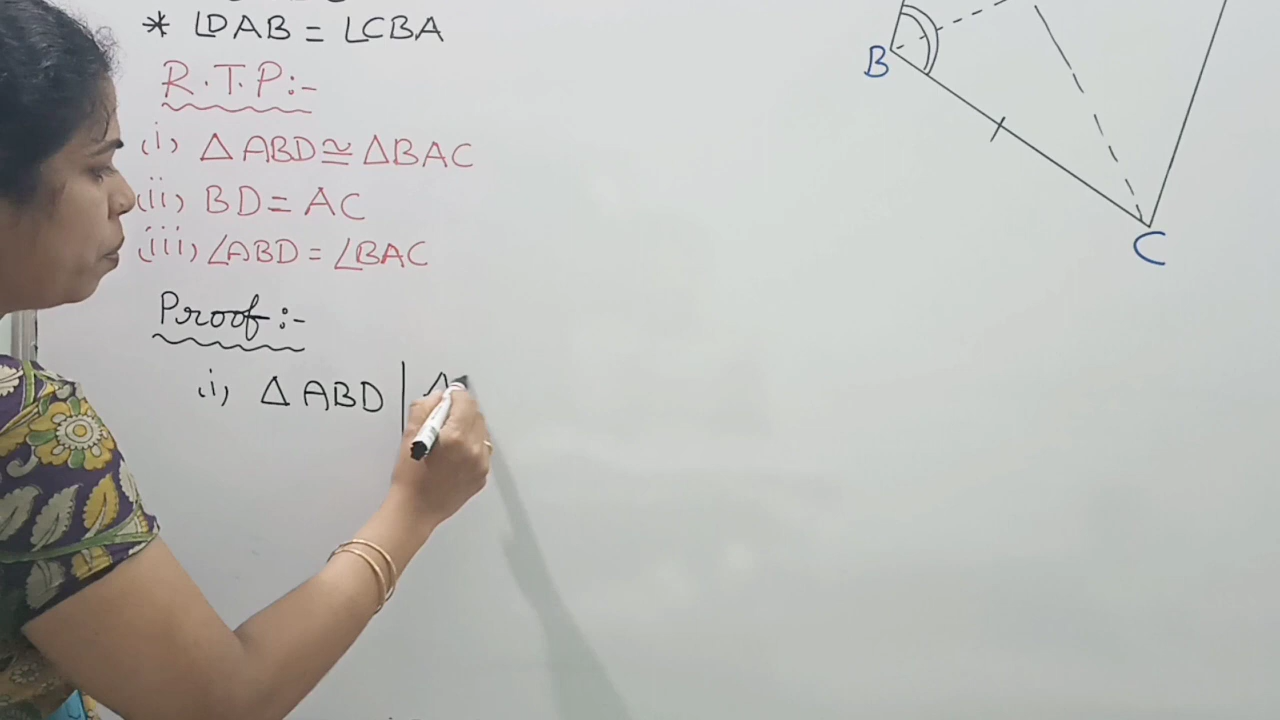 * ∠DAB = ∠CBA
R.T.P:-
(i) △ ABD ≅ △BAC
(ii) BD = AC
(iii) ∠ABD = ∠BAC
Proof:-
(i) △ ABD | △
B
C